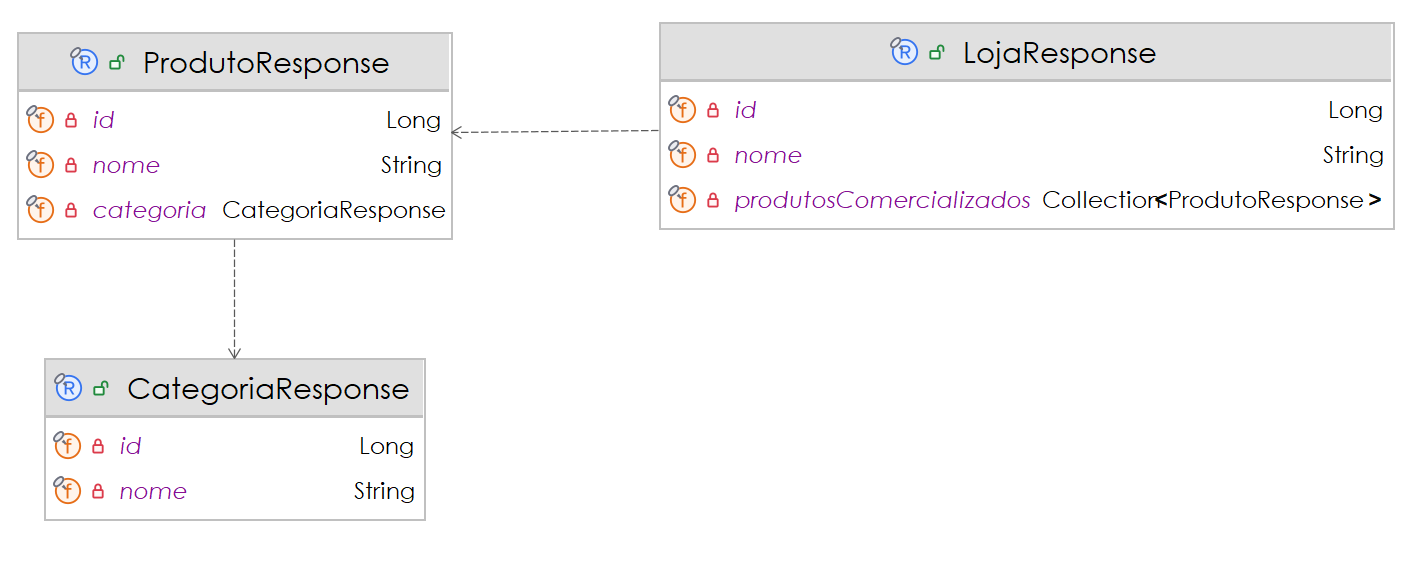 ProdutoResponse
id Long
nome String
categoria CategoriaResponse
LojaResponse
id Long
nome String
produtosComercializados Collection<ProdutoResponse>
CategoriaResponse
id Long
nome String